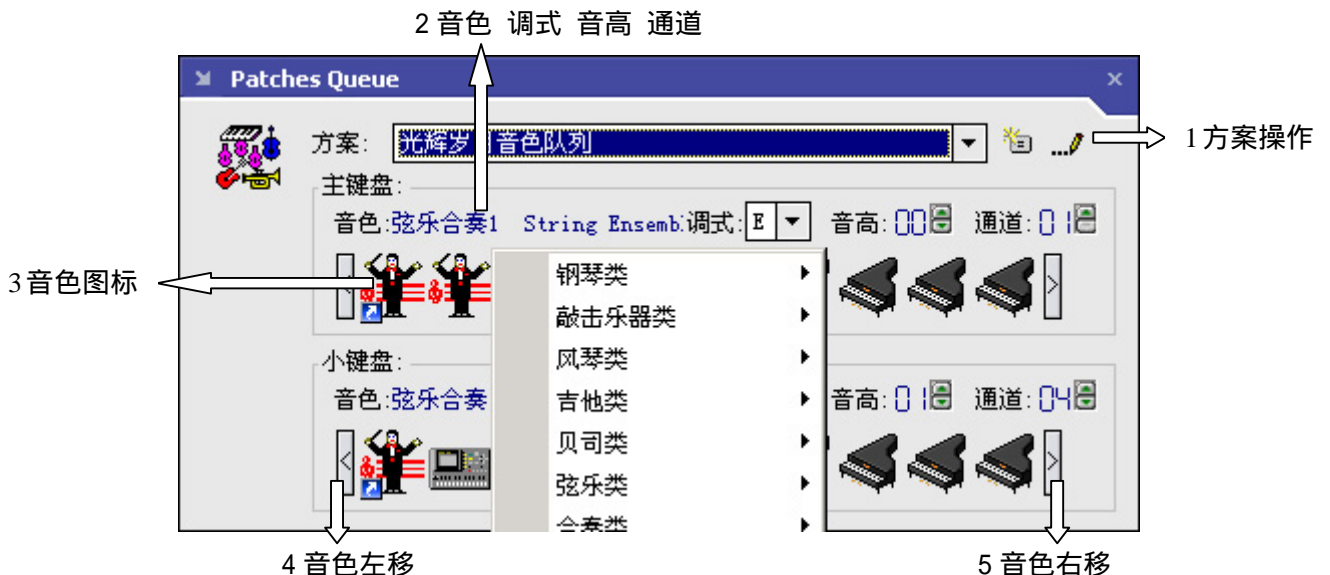 2 音色 调式 音高 通道
Patches Queue
方案: 光辉岁 音色队列
1 方案操作
主键盘:
音色:弦乐合奏1 String Ensemb 调式: E 音高: 00 通道: 01
3 音色图标
钢琴类
敲击乐器类
风琴类
吉他类
贝司类
弦乐类
合奏类
小键盘:
音色:弦乐合奏 音高: 01 通道: 04
4 音色左移
5 音色右移